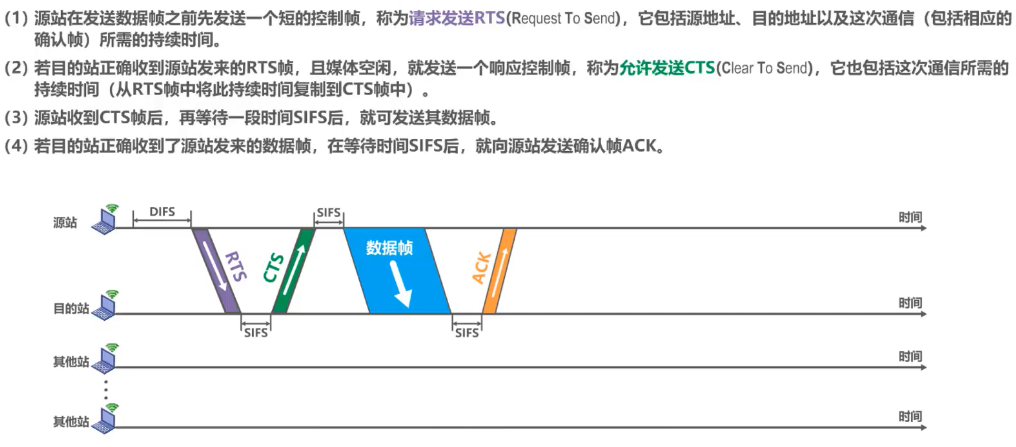 (1) 源站在发送数据帧之前先发送一个短的控制帧，称为请求发送RTS(Request To Send)，它包括源地址、目的地址以及这次通信（包括相应的
确认帧）所需的持续时间。
(2) 若目的站正确收到源站发来的RTS帧，且媒体空闲，就发送一个响应控制帧，称为允许发送CTS(Clear To Send)，它也包括这次通信所需的
持续时间（从RTS帧中将此持续时间复制到CTS帧中）。
(3) 源站收到CTS帧后，再等待一段时间SIFS后，就可发送其数据帧。
(4) 若目的站正确收到了源站发来的数据帧，在等待时间SIFS后，就向源站发送确认帧ACK。
DIFS
SIFS
源站
时间
RTS
CTS
数据帧
ACK
目的站
时间
SIFS
SIFS
其他站
时间
其他站
时间